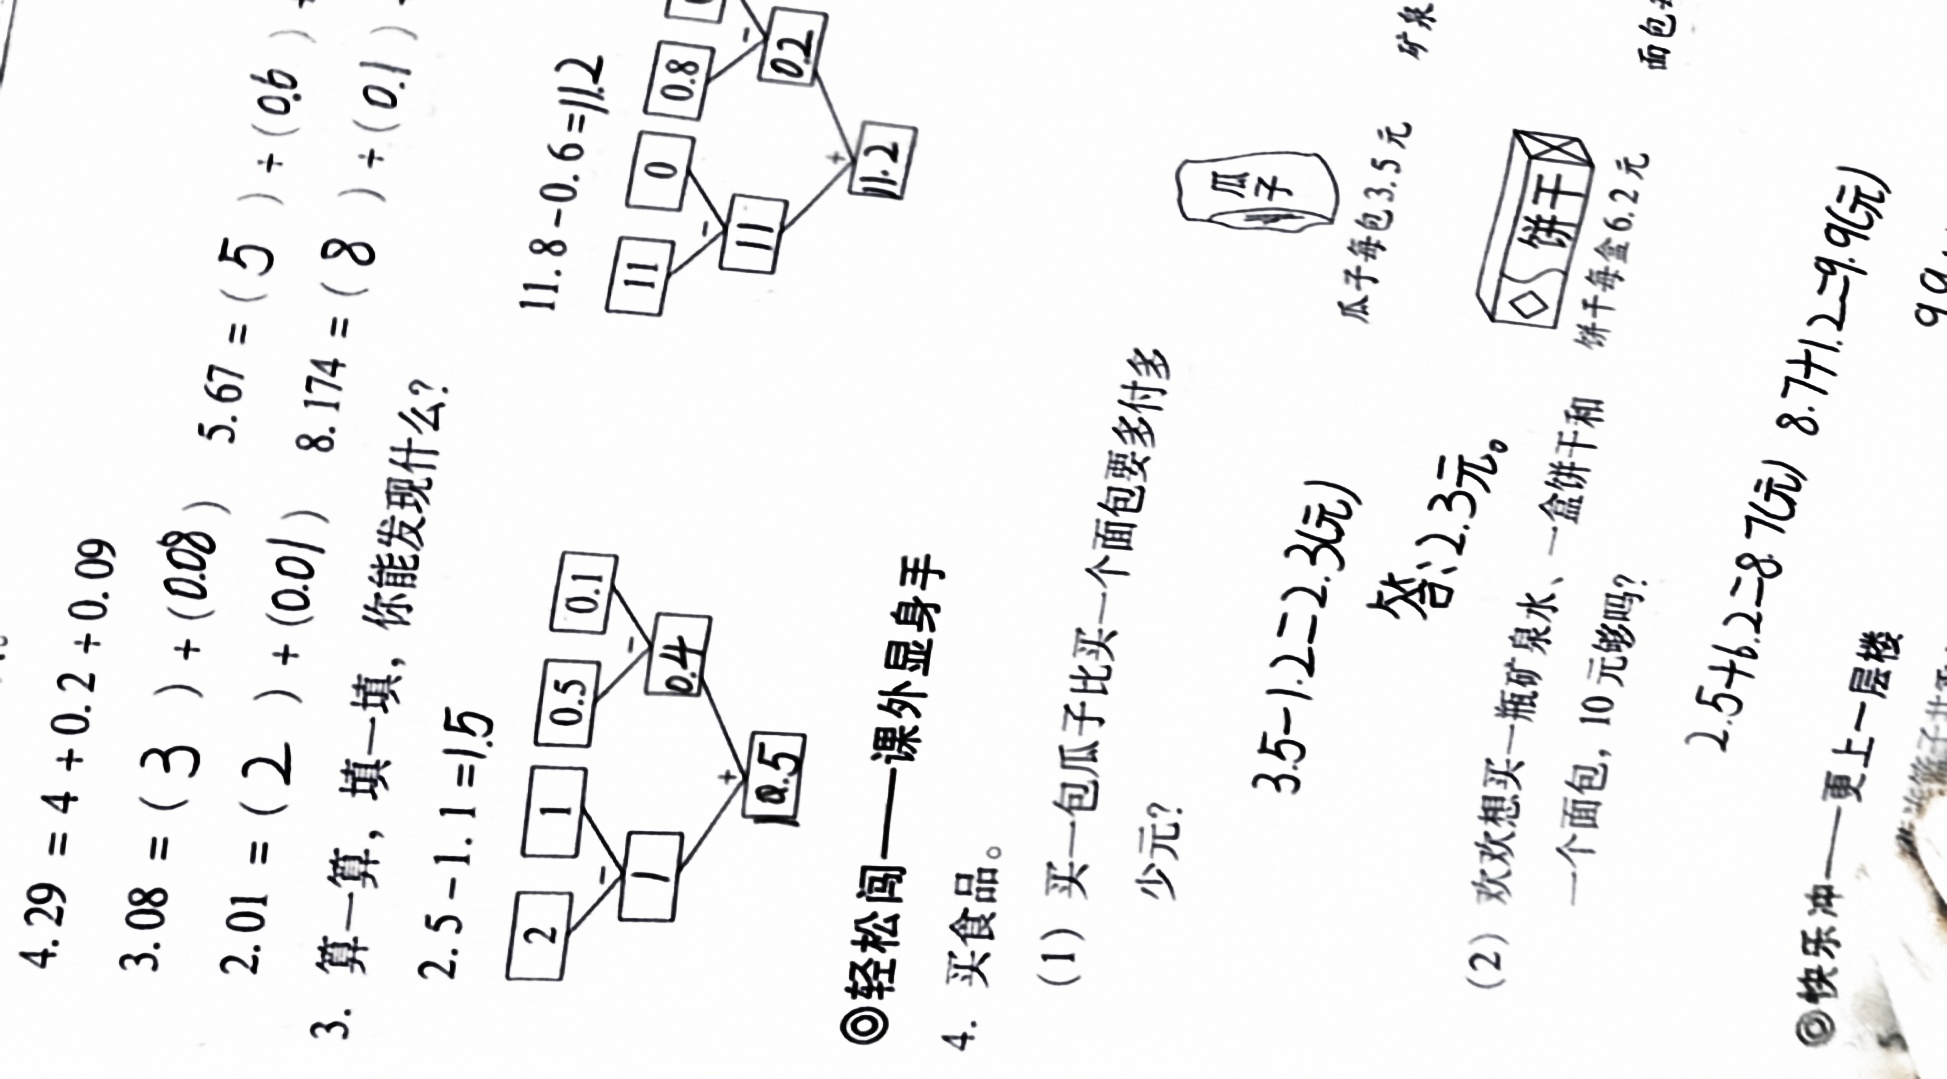 4.29 = 4 + 0.2 + 0.09
3.08 = ( 3 ) + (0.08)    5.67 = ( 5 ) + (0.6 )
2.01 = ( 2 ) + (0.01)    8.174 = ( 8 ) + (0.1 )
3. 算一算，填一填，你能发现什么？
2.5 - 1.1 = 1.5    11.8 - 0.6 = 11.2
2 1 0.5 0.1    11 0 0.8
- -    - -
1 0.4    11 0.2
+    +
1.5    11.2
◎轻松闯——课外显身手
4. 买食品。
(1) 买一包瓜子比买一个面包要多付多
少元？
瓜子
瓜子每包3.5元    矿泉
3.5-1.2=2.3(元)
答:2.3元。
饼干
饼干每盒6.2元    面包
(2) 欢欢想买一瓶矿泉水、一盒饼干和
一个面包，10元够吗？
2.5+6.2=8.7(元) 8.7+1.2=9.9(元)
◎快乐冲——更上一层楼